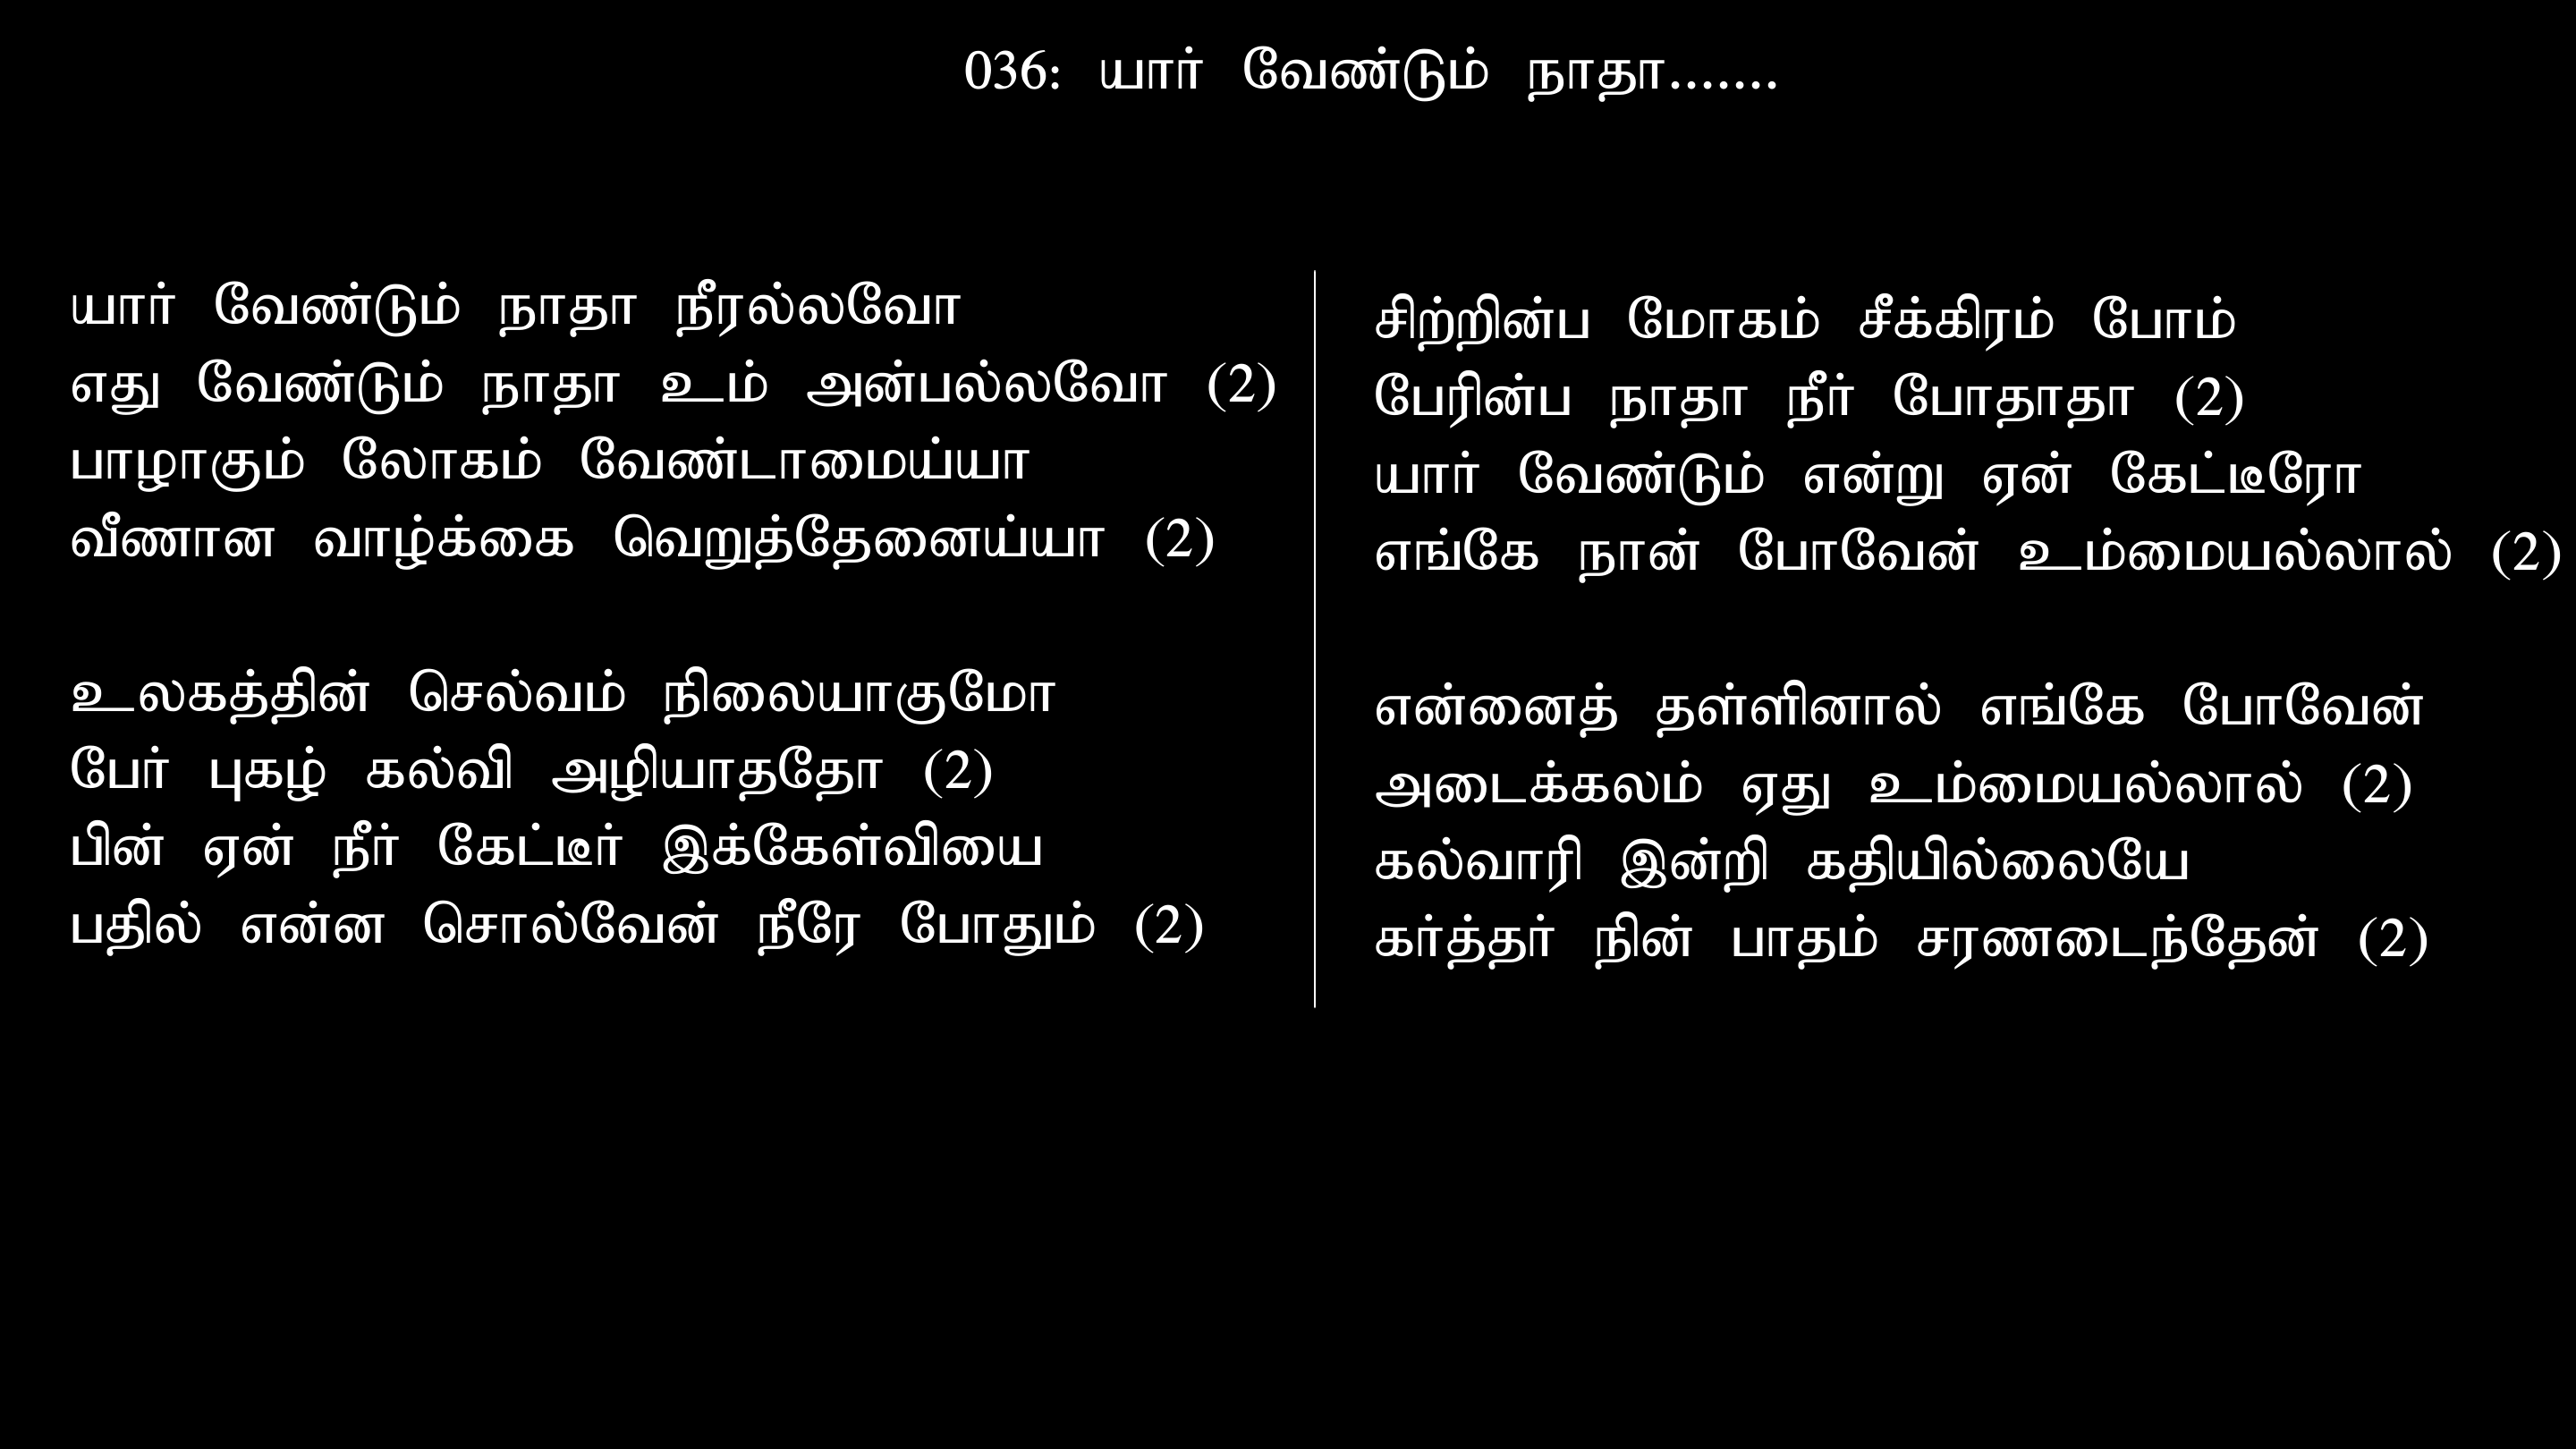 036: யார் வேண்டும் நாதா.......
யார் வேண்டும் நாதா நீரல்லவோ
எது வேண்டும் நாதா உம் அன்பல்லவோ (2)
பாழாகும் லோகம் வேண்டாமைய்யா
வீணான வாழ்க்கை வெறுத்தேனைய்யா (2)
உலகத்தின் செல்வம் நிலையாகுமோ
பேர் புகழ் கல்வி அழியாததோ (2)
பின் ஏன் நீர் கேட்டீர் இக்கேள்வியை
பதில் என்ன சொல்வேன் நீரே போதும் (2)
சிற்றின்ப மோகம் சீக்கிரம் போம்
பேரின்ப நாதா நீர் போதாதா (2)
யார் வேண்டும் என்று ஏன் கேட்டீரோ
எங்கே நான் போவேன் உம்மையல்லால் (2)
என்னைத் தள்ளினால் எங்கே போவேன்
அடைக்கலம் ஏது உம்மையல்லால் (2)
கல்வாரி இன்றி கதியில்லையே
கர்த்தர் நின் பாதம் சரணடைந்தேன் (2)